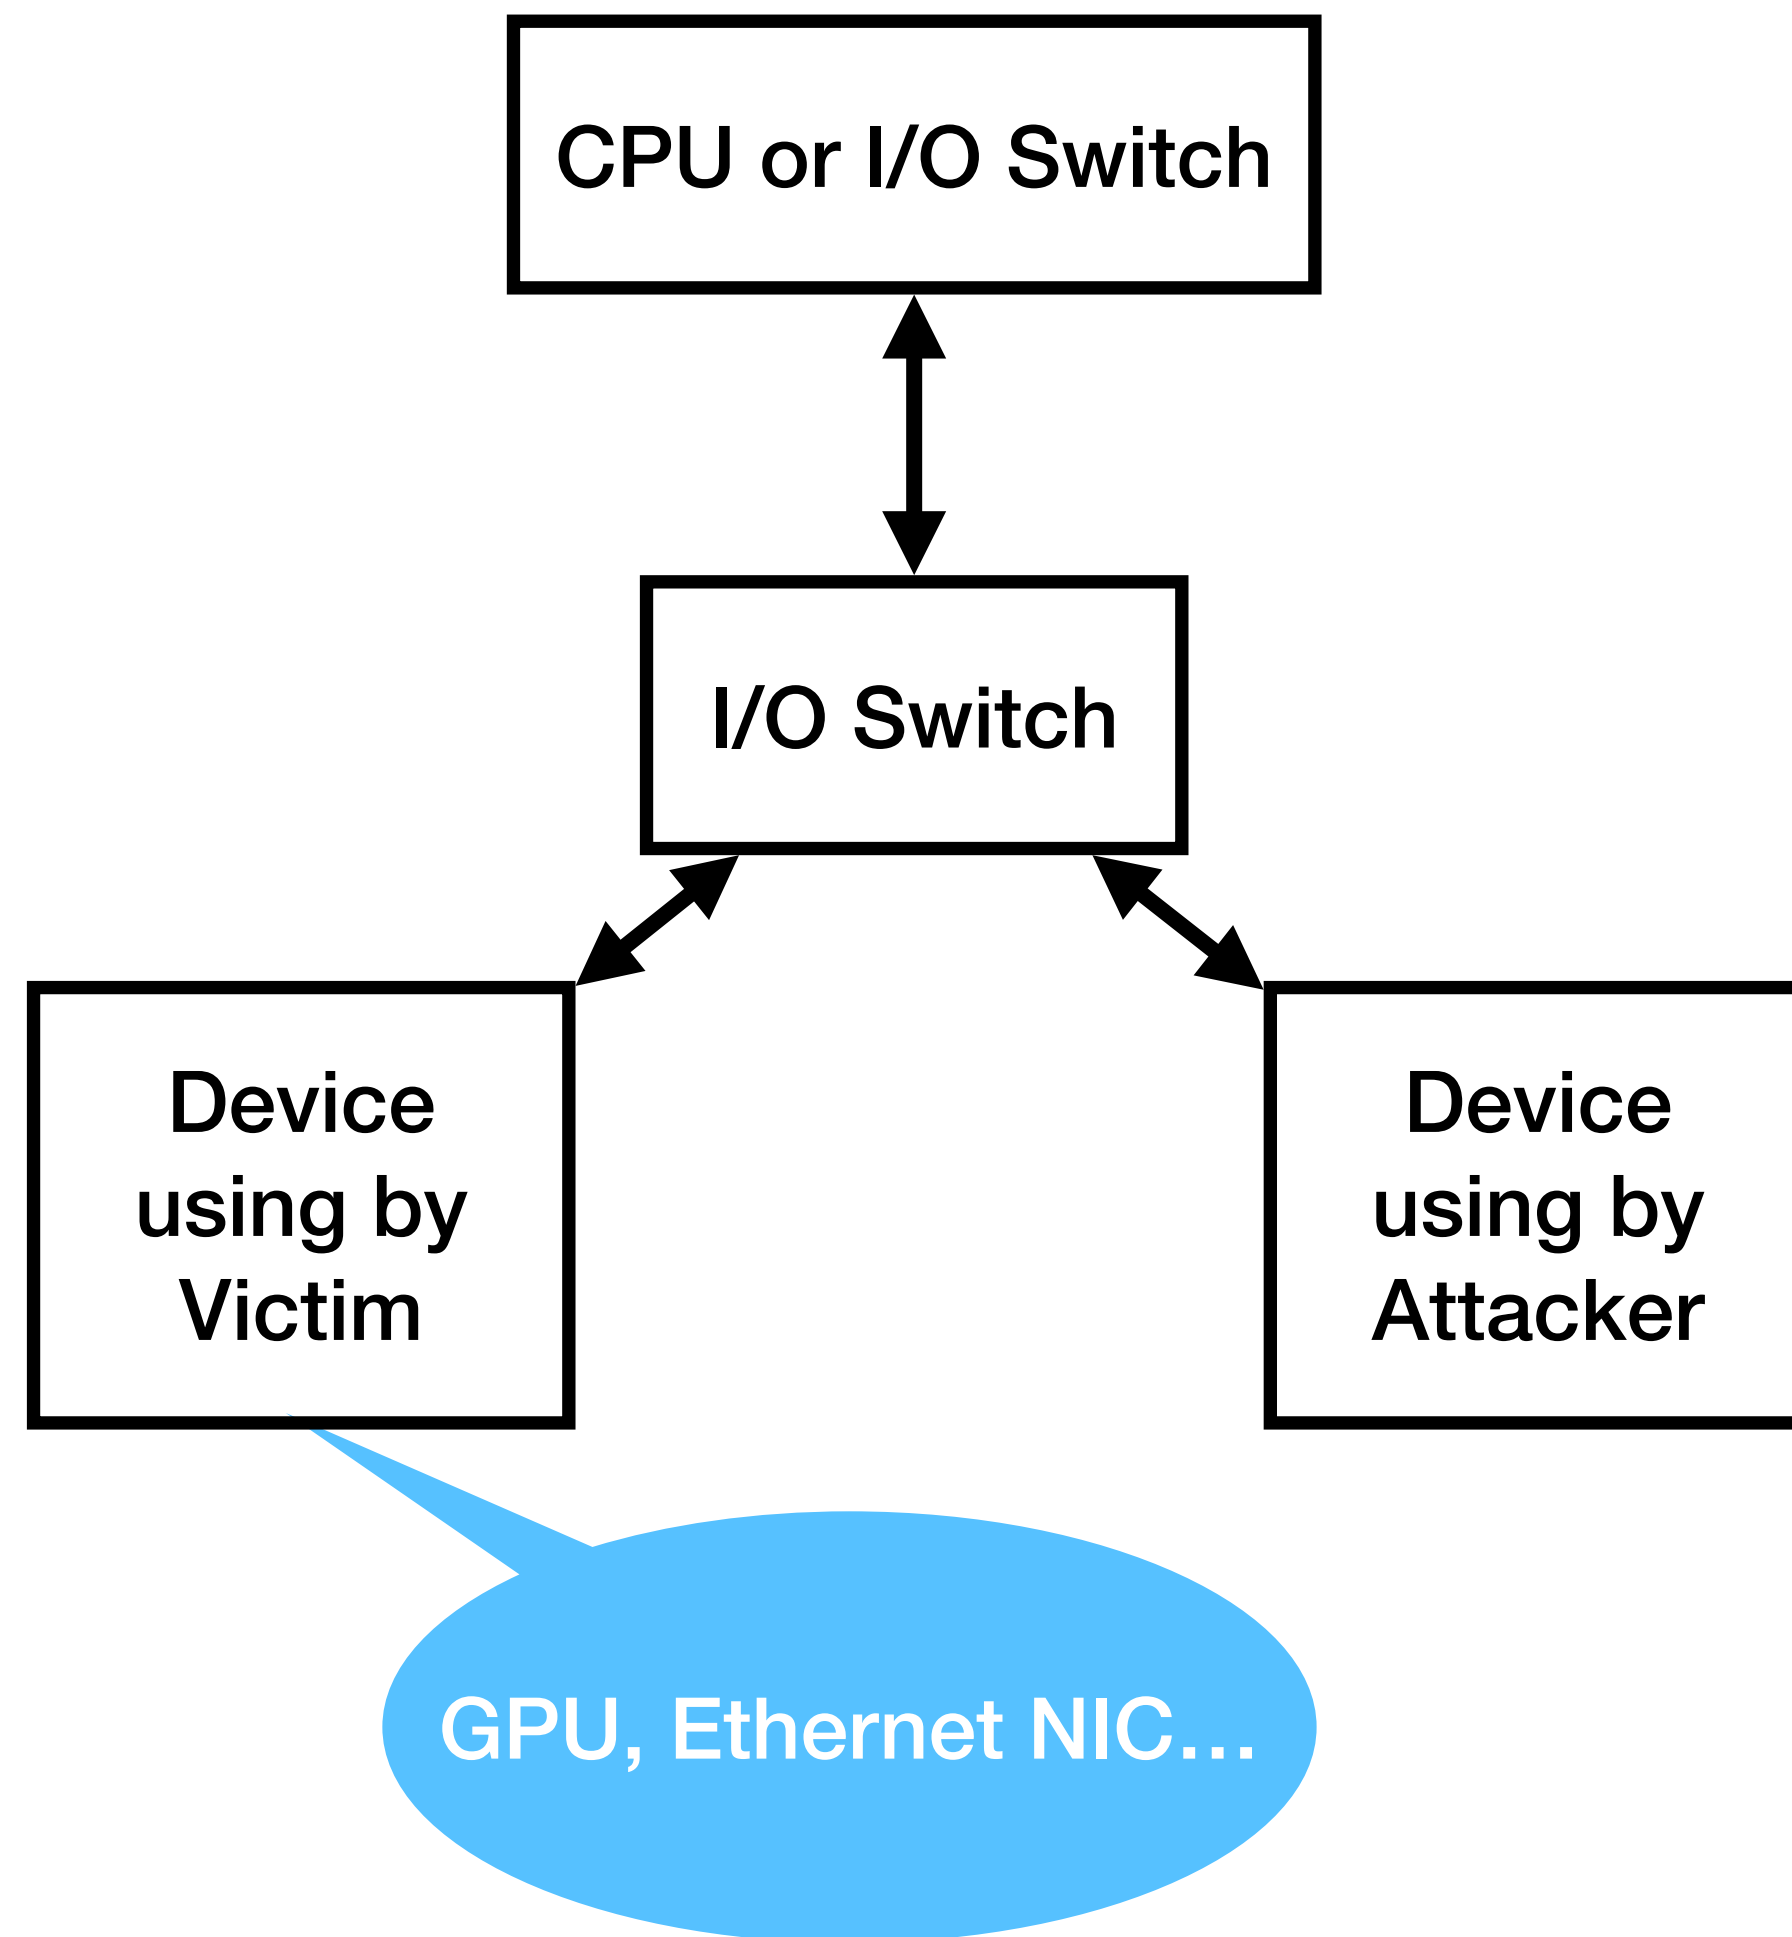 CPU or I/O Switch
I/O Switch
Device
using by
Victim
Device
using by
Attacker
GPU, Ethernet NIC...